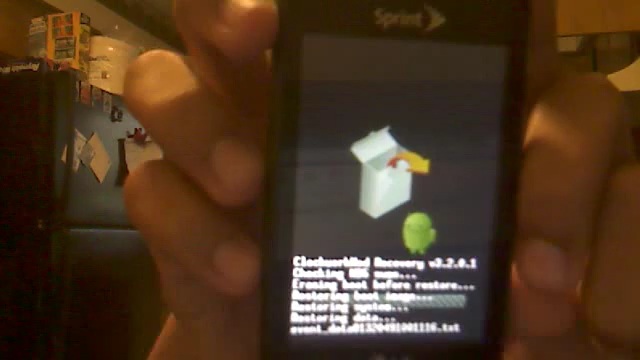 Sprint
ClockworkMod Recovery v3.2.0.1
Checking MD5 sums...
Erasing boot before restore...
Restoring boot image...
Restoring system...
Restoring data...